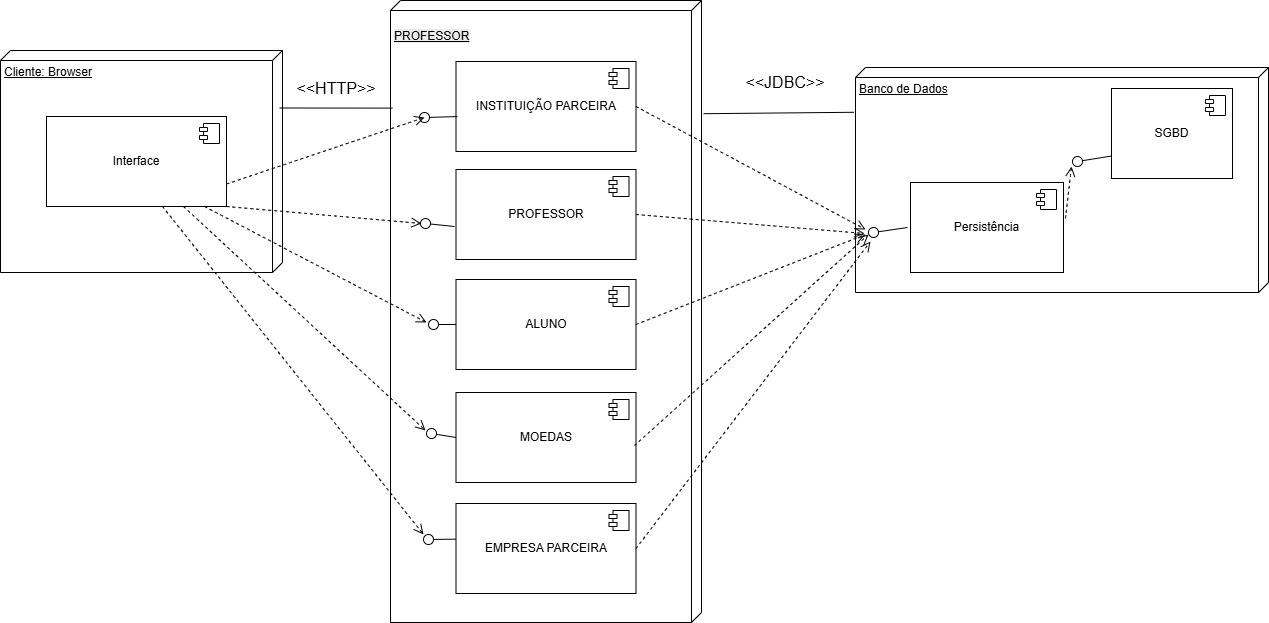 Cliente: Browser
Interface
<<HTTP>>
PROFESSOR
INSTITUIÇÃO PARCEIRA
PROFESSOR
ALUNO
MOEDAS
EMPRESA PARCEIRA
<<JDBC>>
Banco de Dados
SGBD
Persistência